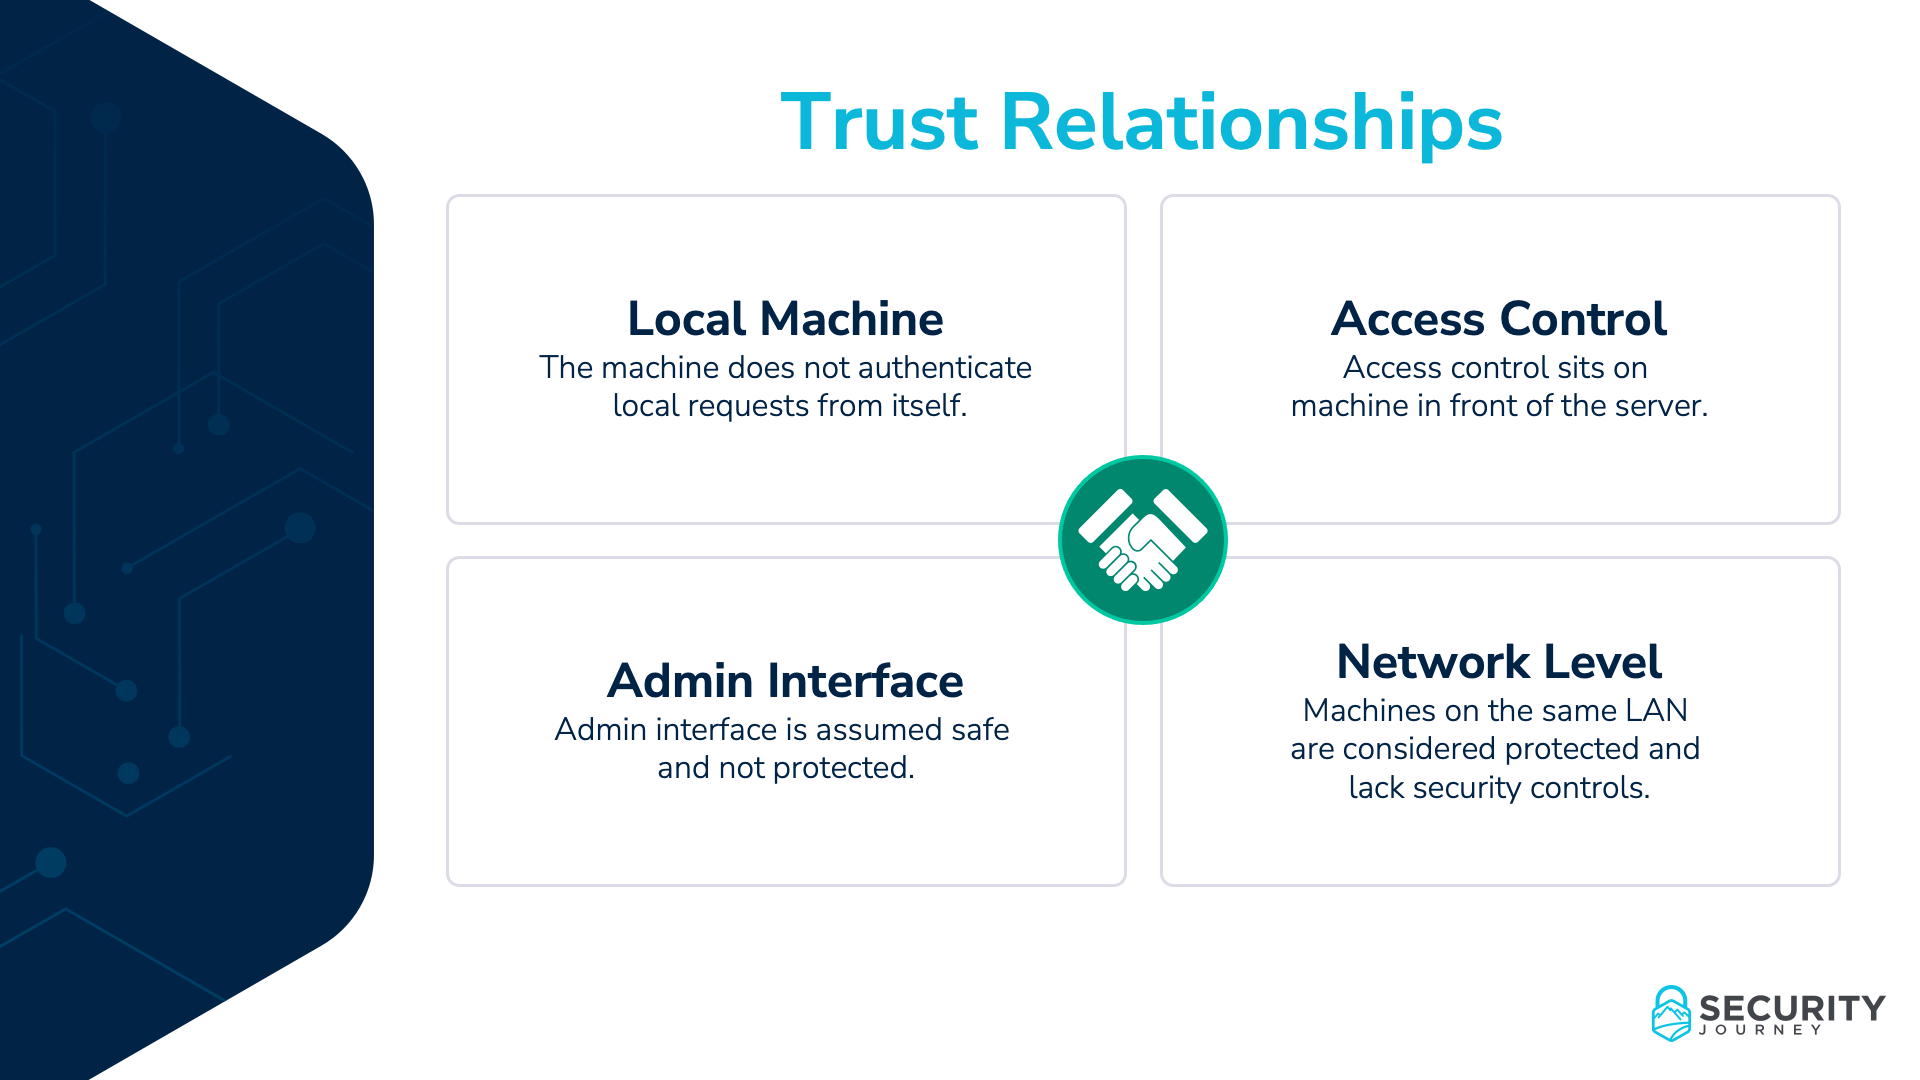 Trust Relationships
Local Machine
The machine does not authenticate
local requests from itself.
Access Control
Access control sits on
machine in front of the server.
Admin Interface
Admin interface is assumed safe
and not protected.
Network Level
Machines on the same LAN
are considered protected and
lack security controls.
SECURITY
JOURNEY